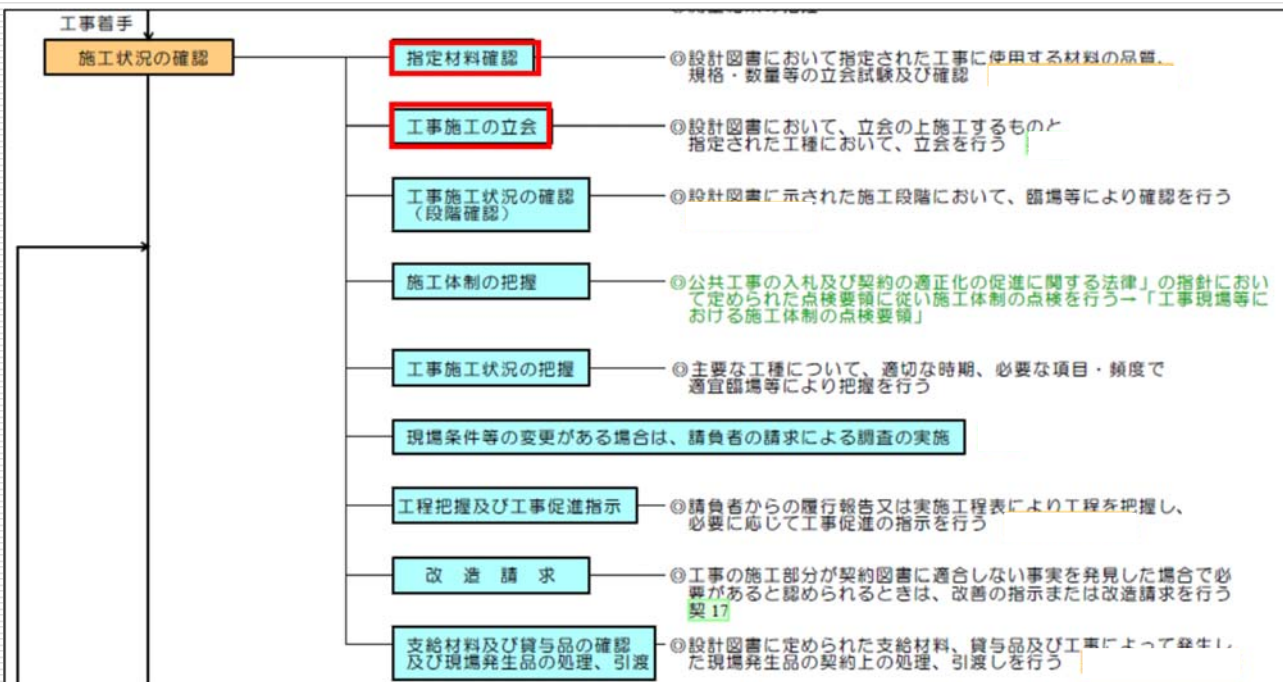 工事着手
施工状況の確認
指定材料確認
◎設計図書において指定された工事に使用する材料の品質、
規格・数量等の立会試験及び確認
工事施工の立会
◎設計図書において、立会の上施工するものと
指定された工種において、立会を行う
工事施工状況の確認
（段階確認）
◎設計図書に示された施工段階において、臨場等により確認を行う
施工体制の把握
◎公共工事の入札及び契約の適正化の促進に関する法律」の指針におい
て定められた点検要領に従い施工体制の点検を行う→「工事現場等に
おける施工体制の点検要領」
工事施工状況の把握
◎主要な工種について、適切な時期、必要な項目・頻度で
適宜臨場等により把握を行う
現場条件等の変更がある場合は、請負者の請求による調査の実施
工程把握及び工事促進指示
◎請負者からの履行報告又は実施工程表により工程を把握し、
必要に応じて工事促進の指示を行う
改 造 請 求
◎工事の施工部分が契約図書に適合しない事実を発見した場合で必
要があると認められるときは、改善の指示または改造請求を行う
契 17
支給材料及び貸与品の確認
及び現場発生品の処理、引渡
◎設計図書に定められた支給材料、貸与品及び工事によって発生し
た現場発生品の契約上の処理、引渡しを行う